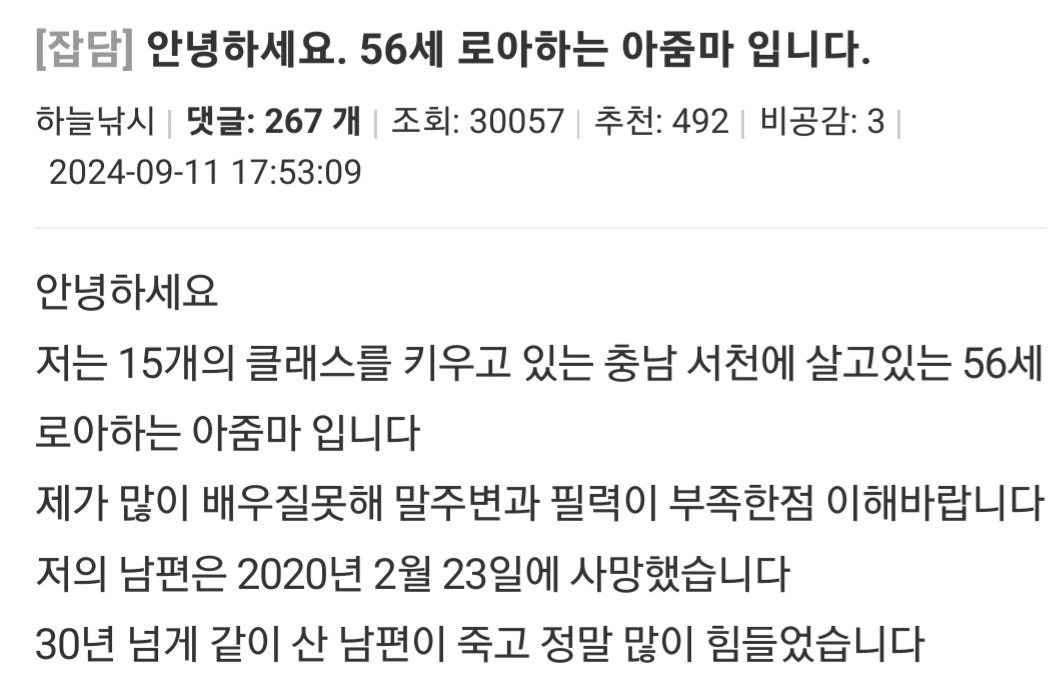 [잡담] 안녕하세요. 56세 로아하는 아줌마 입니다.
하늘낚시 | 댓글: 267 개 | 조회: 30057 | 추천: 492 | 비공감: 3 |
2024-09-11 17:53:09
안녕하세요
저는 15개의 클래스를 키우고 있는 충남 서천에 살고있는 56세
로아하는 아줌마 입니다
제가 많이 배우질못해 말주변과 필력이 부족한점 이해바랍니다
저의 남편은 2020년 2월 23일에 사망했습니다
30년 넘게 같이 산 남편이 죽고 정말 많이 힘들었습니다